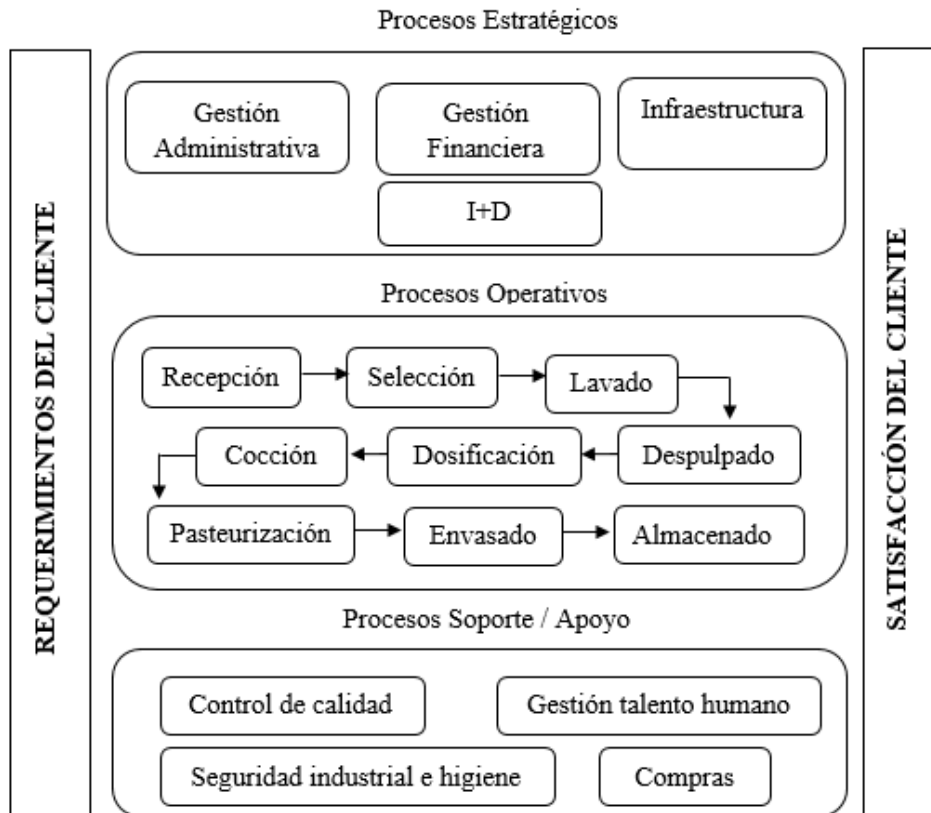 Procesos Estratégicos
REQUERIMIENTOS DEL CLIENTE
Gestión
Administrativa
Gestión
Financiera
Infraestructura
I+D
Procesos Operativos
Recepción
Selección
Lavado
Despulpado
Dosificación
Cocción
Pasteurización
Envasado
Almacenado
Procesos Soporte / Apoyo
Control de calidad
Gestión talento humano
Seguridad industrial e higiene
Compras
SATISFACCIÓN DEL CLIENTE